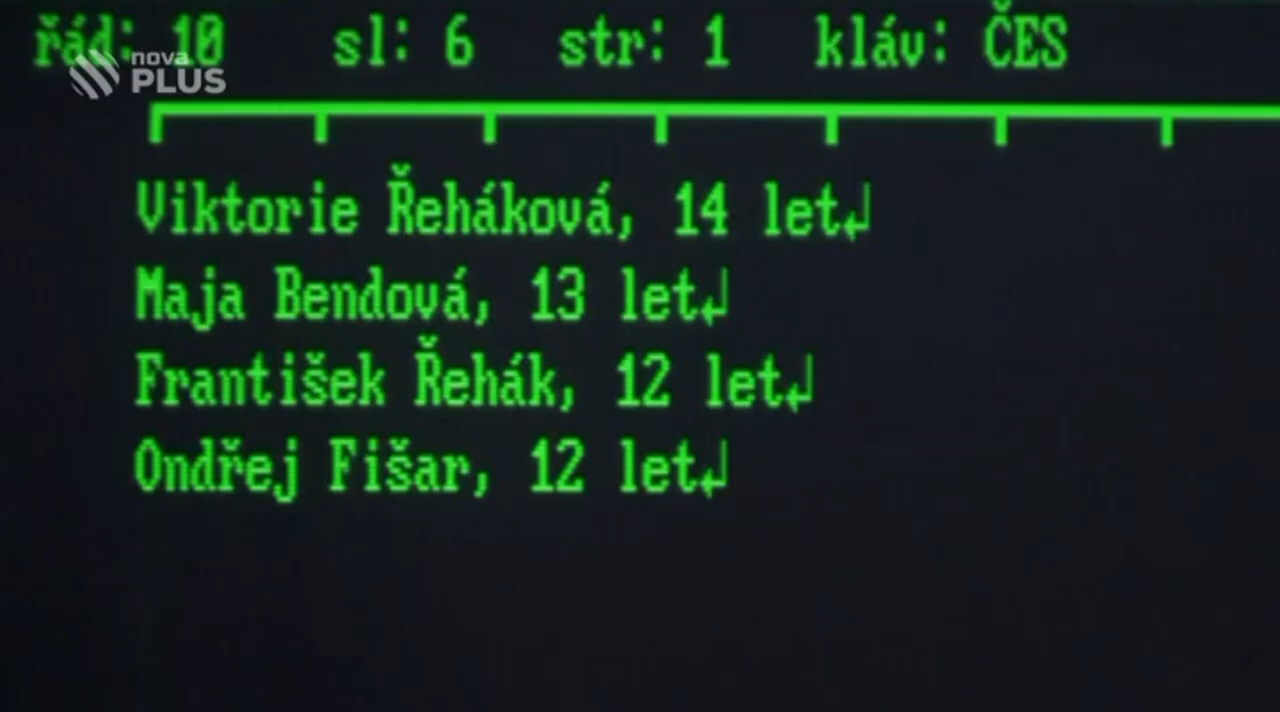 řád: 10 sl: 6 str: 1 kláv: ČES
nova
PLUS
Viktorie Řeháková, 14 let↲
Maja Bendová, 13 let↲
František Řehák, 12 let↲
Ondřej Fišar, 12 let↲